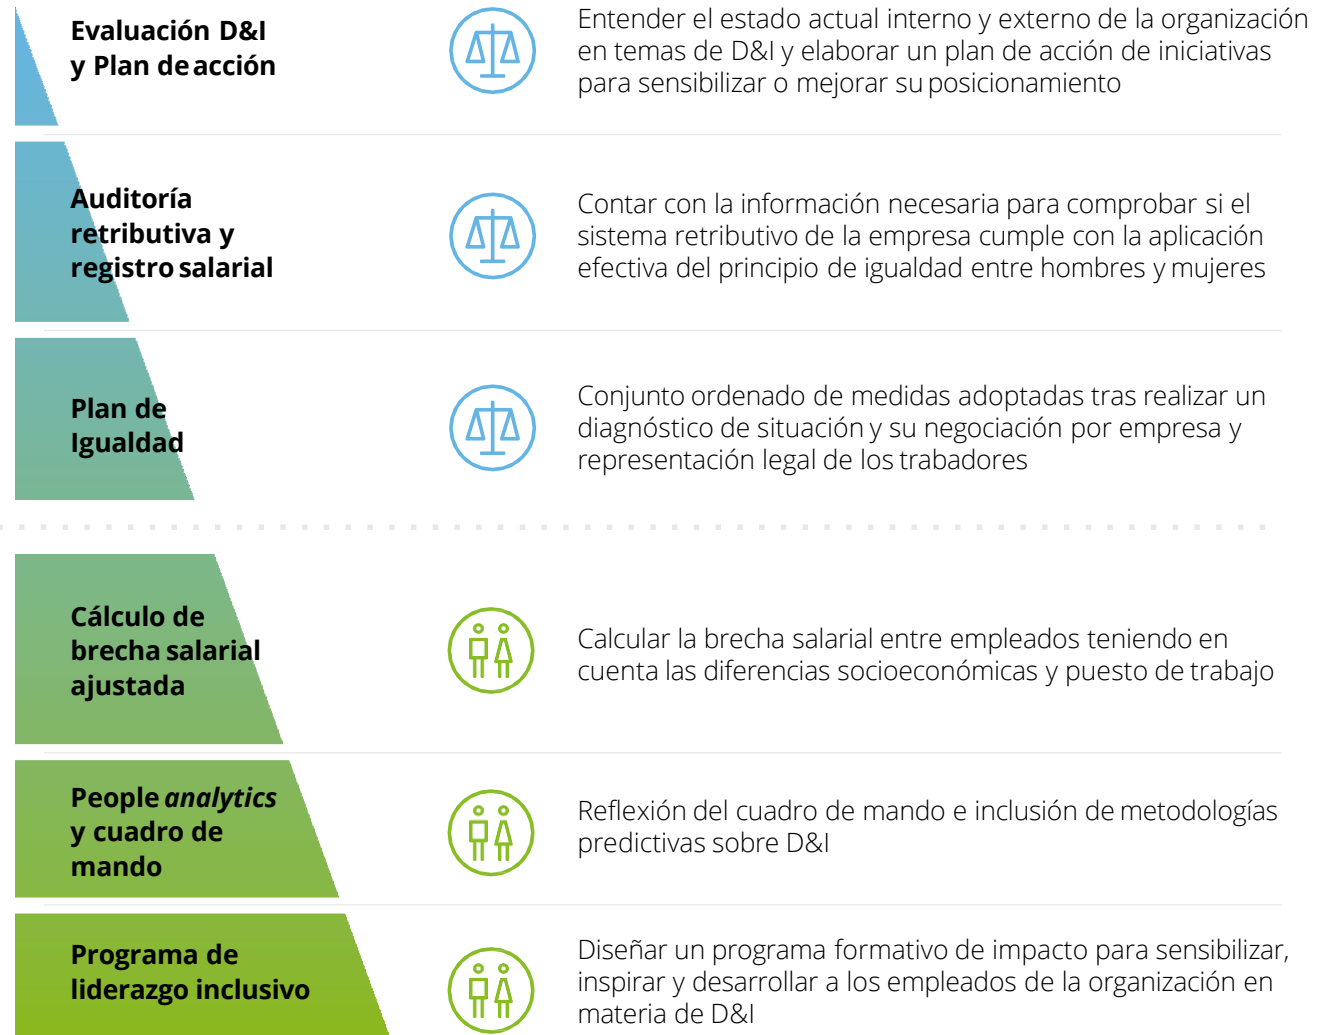 Evaluación D&I
y Plan de acción
Entender el estado actual interno y externo de la organización
en temas de D&I y elaborar un plan de acción de iniciativas
para sensibilizar o mejorar su posicionamiento
Auditoría
retributiva y
registro salarial
Contar con la información necesaria para comprobar si el
sistema retributivo de la empresa cumple con la aplicación
efectiva del principio de igualdad entre hombres y mujeres
Plan de
Igualdad
Conjunto ordenado de medidas adoptadas tras realizar un
diagnóstico de situación y su negociación por empresa y
representación legal de los trabadores
Cálculo de
brecha salarial
ajustada
Calcular la brecha salarial entre empleados teniendo en
cuenta las diferencias socioeconómicas y puesto de trabajo
People analytics
y cuadro de
mando
Reflexión del cuadro de mando e inclusión de metodologías
predictivas sobre D&I
Programa de
liderazgo inclusivo
Diseñar un programa formativo de impacto para sensibilizar,
inspirar y desarrollar a los empleados de la organización en
materia de D&I